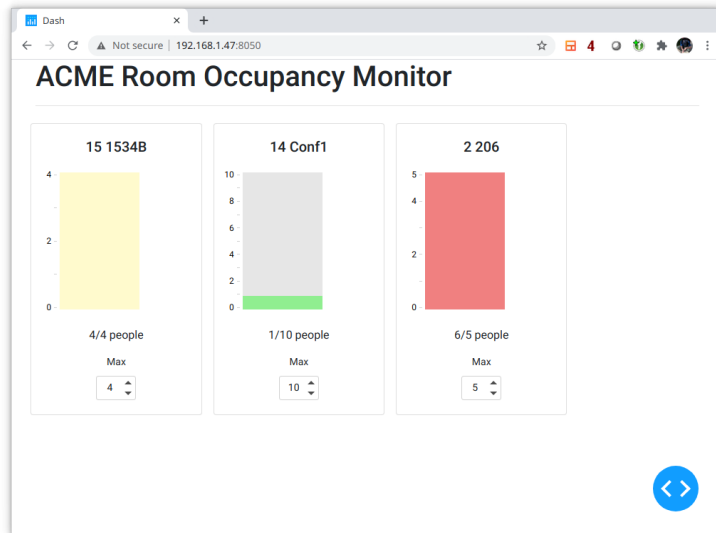 Dash
Not secure | 192.168.1.47:8050
4
ACME Room Occupancy Monitor
15 1534B
4
2
0
4/4 people
Max
4
14 Conf1
10
8
6
4
2
0
1/10 people
Max
10
2 206
5
4
2
0
6/5 people
Max
5